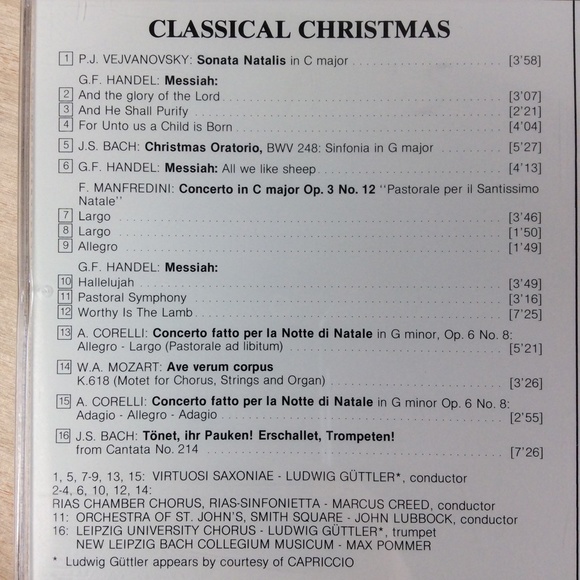 CLASSICAL CHRISTMAS
1 P.J. VEJVANOVSKY: Sonata Natalis in C major [3'58]
G.F. HANDEL: Messiah:
2 And the glory of the Lord [3'07]
3 And He Shall Purify [2'21]
4 For Unto us a Child is Born [4'04]
5 J.S. BACH: Christmas Oratorio, BWV 248: Sinfonia in G major [5'27]
6 G.F. HANDEL: Messiah: All we like sheep [4'13]
F. MANFREDINI: Concerto in C major Op. 3 No. 12 ''Pastorale per il Santissimo
Natale''
7 Largo [3'46]
8 Largo [1'50]
9 Allegro [1'49]
G.F. HANDEL: Messiah:
10 Hallelujah [3'49]
11 Pastoral Symphony [3'16]
12 Worthy Is The Lamb [7'25]
13 A. CORELLI: Concerto fatto per la Notte di Natale in G minor, Op. 6 No. 8:
Allegro - Largo (Pastorale ad libitum) [5'21]
14 W.A. MOZART: Ave verum corpus
K.618 (Motet for Chorus, Strings and Organ) [3'26]
15 A. CORELLI: Concerto fatto per la Notte di Natale in G minor Op. 6 No. 8:
Adagio - Allegro - Adagio [2'55]
16 J.S. BACH: Tönet, ihr Pauken! Erschallet, Trompeten!
from Cantata No. 214 [7'26]
1, 5, 7-9, 13, 15: VIRTUOSI SAXONIAE - LUDWIG GÜTTLER*, conductor
2-4, 6, 10, 12, 14:
RIAS CHAMBER CHORUS, RIAS-SINFONIETTA - MARCUS CREED, conductor
11: ORCHESTRA OF ST. JOHN'S, SMITH SQUARE - JOHN LUBBOCK, conductor
16: LEIPZIG UNIVERSITY CHORUS - LUDWIG GÜTTLER*, trumpet
NEW LEIPZIG BACH COLLEGIUM MUSICUM - MAX POMMER
* Ludwig Güttler appears by courtesy of CAPRICCIO